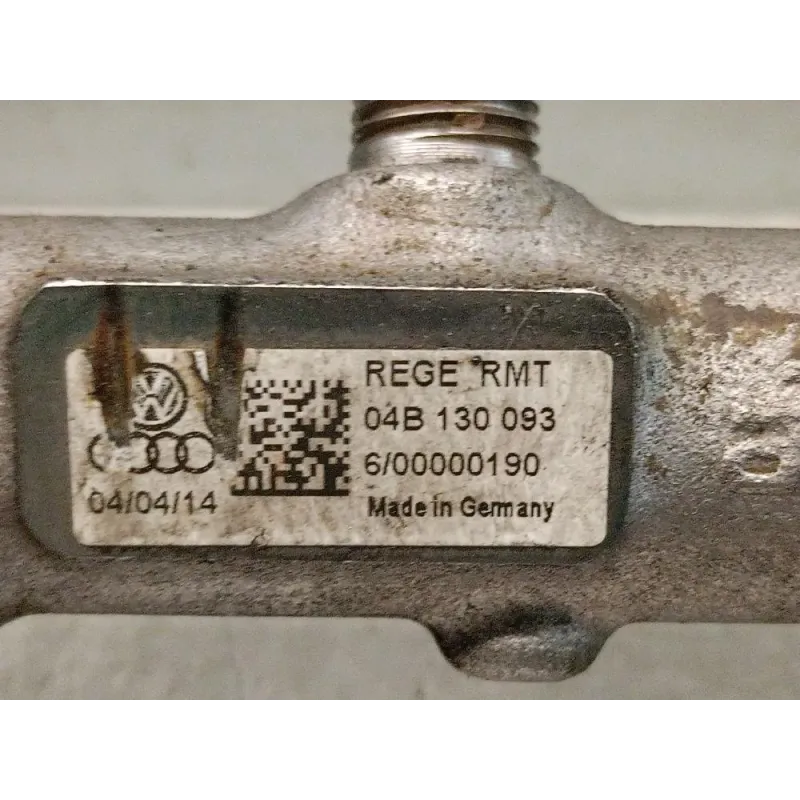 REGE RMT
04B 130 093
6/00000190
04/04/14
Made in Germany